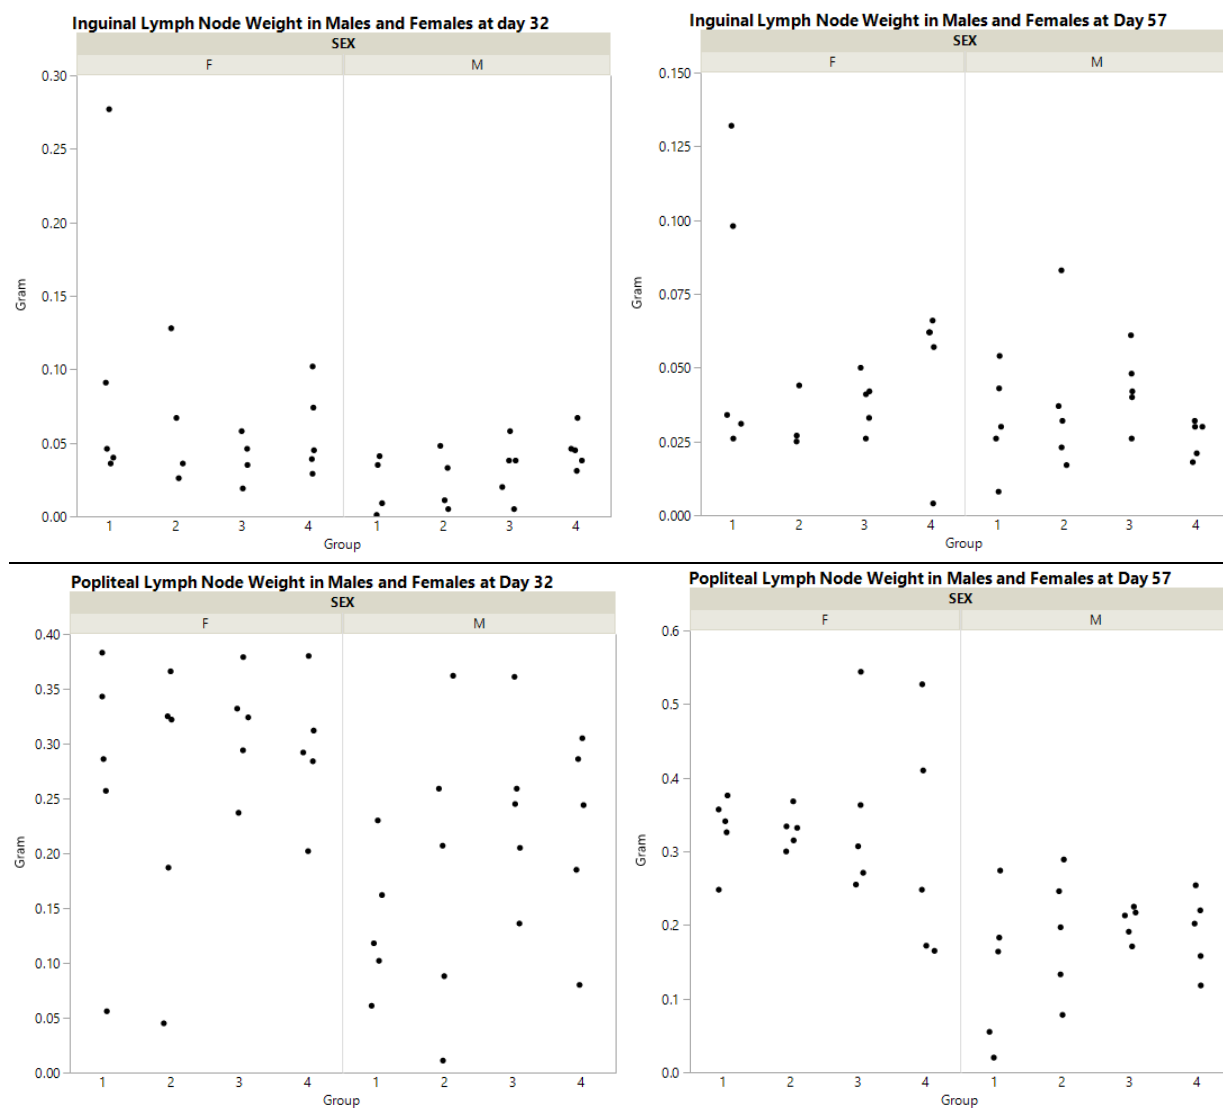 Inguinal Lymph Node Weight in Males and Females at day 32
SEX
F M
0.30
0.25
0.20
0.15
0.10
0.05
0.00
Gram
1 2 3 4 1 2 3 4
Group
Inguinal Lymph Node Weight in Males and Females at Day 57
SEX
F M
0.150
0.125
0.100
0.075
0.050
0.025
0.000
Gram
1 2 3 4 1 2 3 4
Group
Popliteal Lymph Node Weight in Males and Females at Day 32
SEX
F M
0.40
0.35
0.30
0.25
0.20
0.15
0.10
0.05
0.00
Gram
1 2 3 4 1 2 3 4
Group
Popliteal Lymph Node Weight in Males and Females at Day 57
SEX
F M
0.6
0.5
0.4
0.3
0.2
0.1
0.0
Gram
1 2 3 4 1 2 3 4
Group